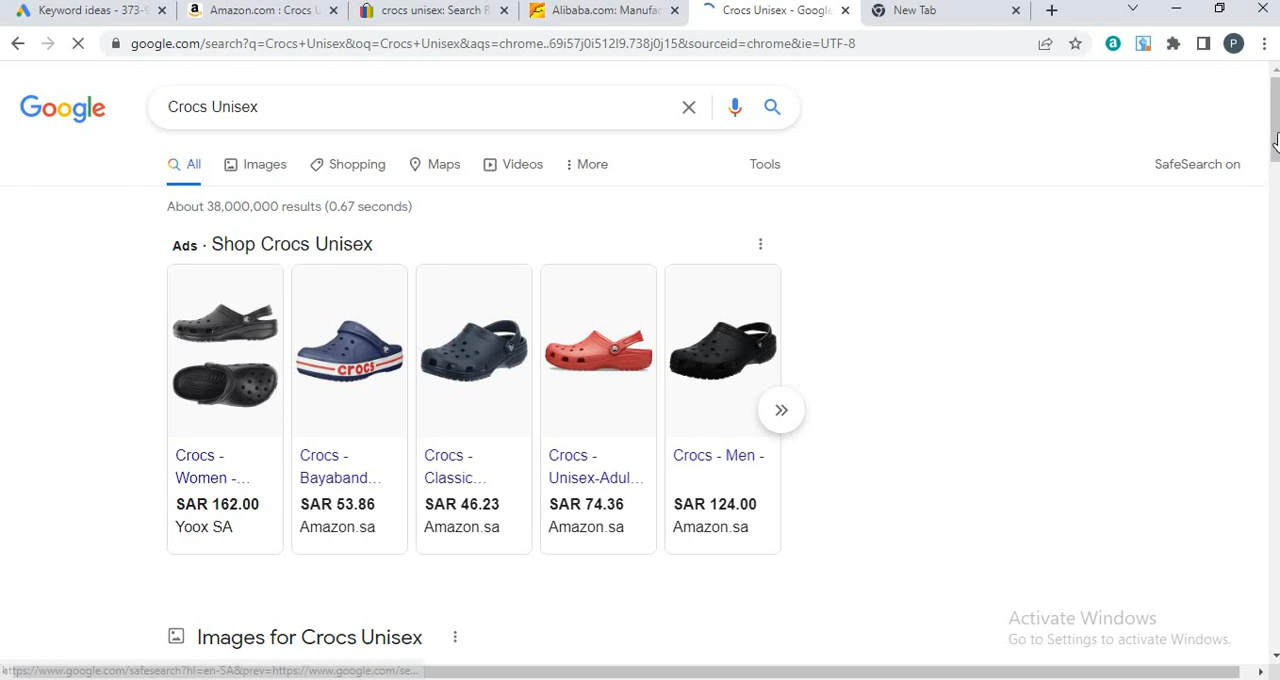 Keyword ideas - 373-9
Amazon.com : Crocs U
crocs unisex: Search R
Alibaba.com: Manufac
Crocs Unisex - Google
New Tab
google.com/search?q=Crocs+Unisex&oq=Crocs+Unisex&aqs=chrome..69i57j0i512l9.738j0j15&sourceid=chrome&ie=UTF-8
P
Google
Crocs Unisex
All
Images
Shopping
Maps
Videos
More
Tools
SafeSearch on
About 38,000,000 results (0.67 seconds)
Ads · Shop Crocs Unisex
crocs
Crocs -
Women -...
SAR 162.00
Yoox SA
Crocs -
Bayaband...
SAR 53.86
Amazon.sa
Crocs -
Classic...
SAR 46.23
Amazon.sa
Crocs -
Unisex-Adul...
SAR 74.36
Amazon.sa
Crocs - Men -
SAR 124.00
Amazon.sa
Images for Crocs Unisex
Activate Windows
Go to Settings to activate Windows.
https://www.google.com/safesearch?hl=en-SA&prev=https://www.google.com/se...